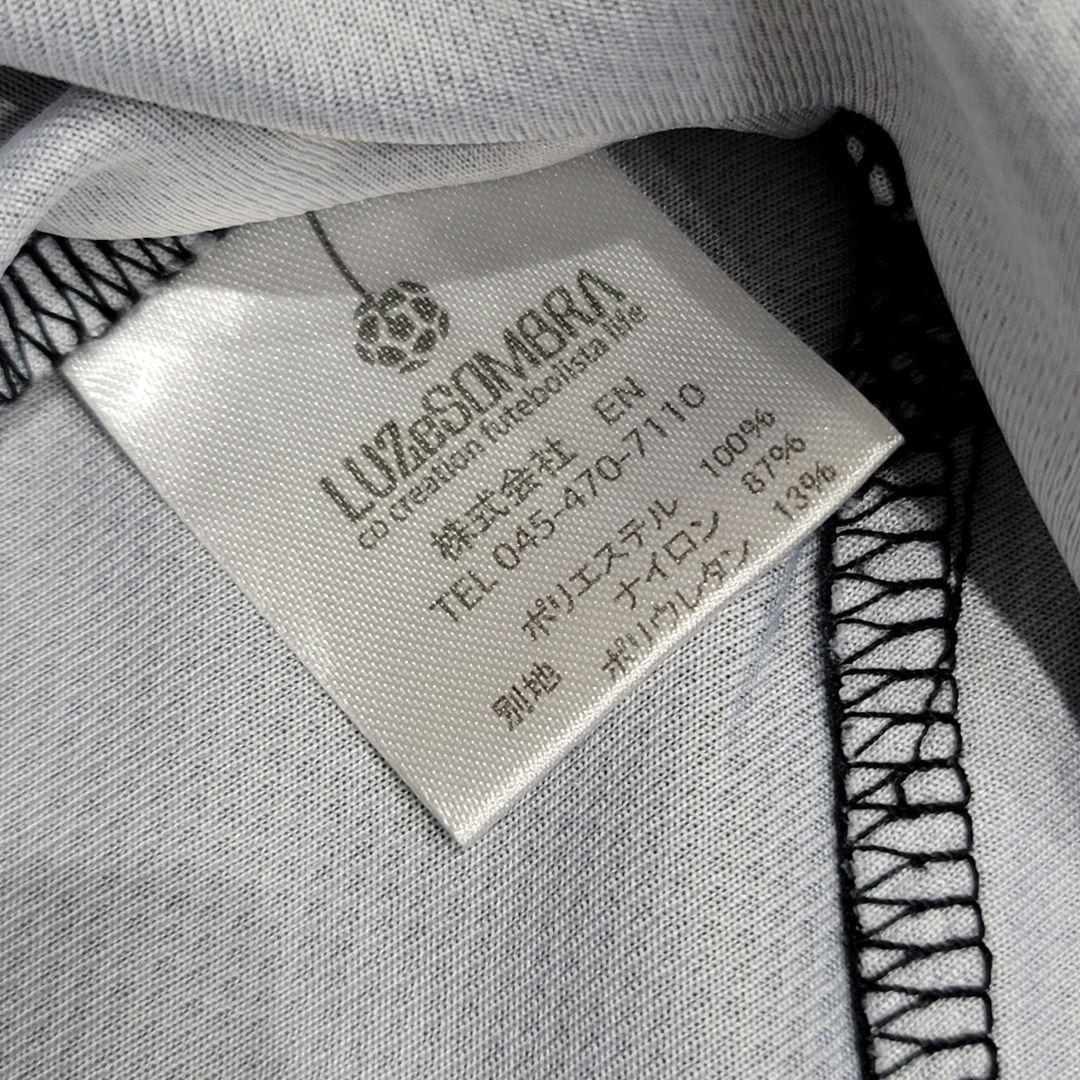 LUZeSOMBRA
co creation futebolista life
株式会社 EN
TEL 045-470-7110
ポリエステル 100%
ナイロン 87%
別地 ポリウレタン 13%